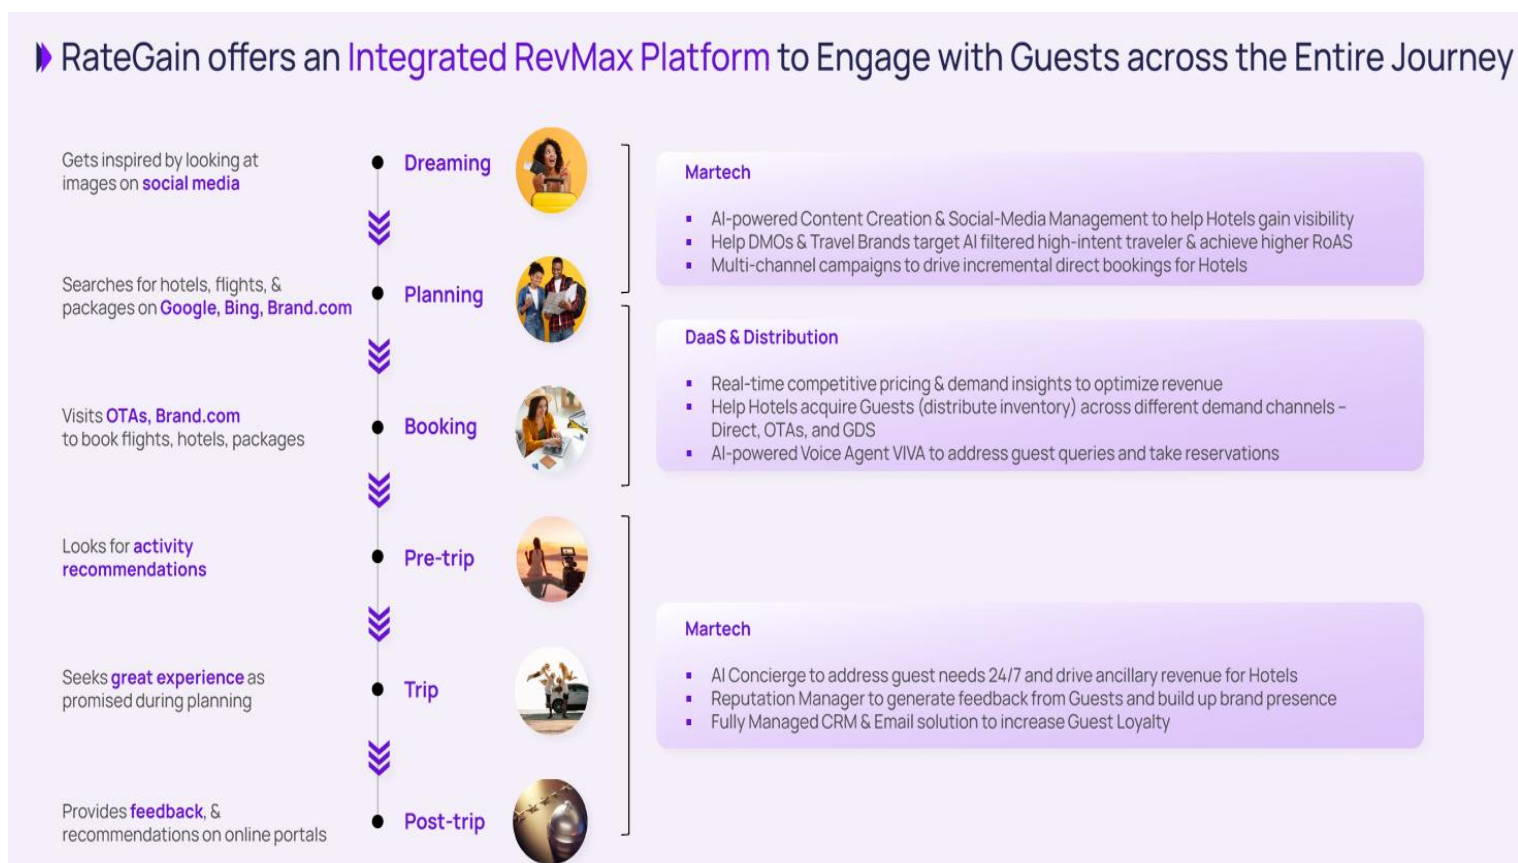 RateGain offers an Integrated RevMax Platform to Engage with Guests across the Entire Journey
Gets inspired by looking at
images on social media
Dreaming
Searches for hotels, flights, &
packages on Google, Bing, Brand.com
Planning
Visits OTAs, Brand.com
to book flights, hotels, packages
Booking
Looks for activity
recommendations
Pre-trip
Seeks great experience as
promised during planning
Trip
Provides feedback, &
recommendations on online portals
Post-trip
Martech
▪ AI-powered Content Creation & Social-Media Management to help Hotels gain visibility
▪ Help DMOs & Travel Brands target AI filtered high-intent traveler & achieve higher RoAS
▪ Multi-channel campaigns to drive incremental direct bookings for Hotels
DaaS & Distribution
▪ Real-time competitive pricing & demand insights to optimize revenue
▪ Help Hotels acquire Guests (distribute inventory) across different demand channels –
Direct, OTAs, and GDS
▪ AI-powered Voice Agent VIVA to address guest queries and take reservations
Martech
▪ AI Concierge to address guest needs 24/7 and drive ancillary revenue for Hotels
▪ Reputation Manager to generate feedback from Guests and build up brand presence
▪ Fully Managed CRM & Email solution to increase Guest Loyalty